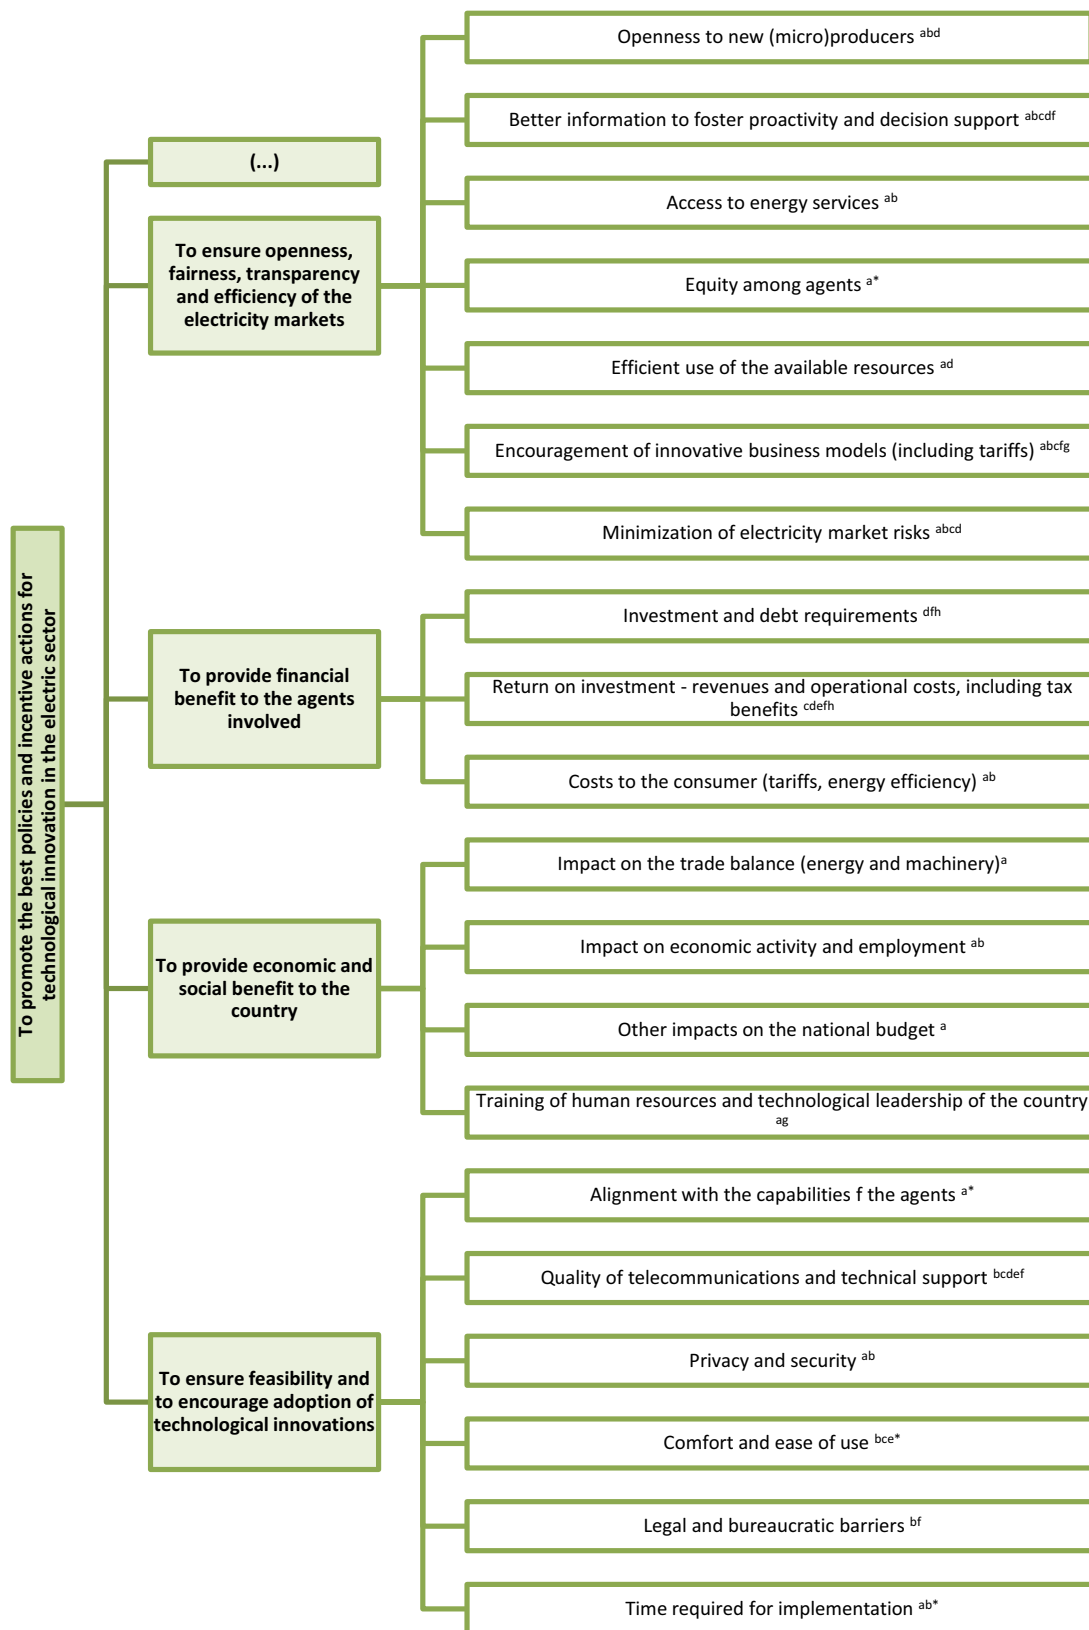 To promote the best policies and incentive actions for
technological innovation in the electric sector
(...)
To ensure openness,
fairness, transparency
and efficiency of the
electricity markets
Openness to new (micro)producers abd
Better information to foster proactivity and decision support abcdf
Access to energy services ab
Equity among agents a*
Efficient use of the available resources ad
Encouragement of innovative business models (including tariffs) abcfg
Minimization of electricity market risks abcd
To provide financial
benefit to the agents
involved
Investment and debt requirements dfh
Return on investment - revenues and operational costs, including tax
benefits cdefh
Costs to the consumer (tariffs, energy efficiency) ab
To provide economic and
social benefit to the
country
Impact on the trade balance (energy and machinery)a
Impact on economic activity and employment ab
Other impacts on the national budget a
Training of human resources and technological leadership of the country
ag
To ensure feasibility and
to encourage adoption of
technological innovations
Alignment with the capabilities f the agents a*
Quality of telecommunications and technical support bcdef
Privacy and security ab
Comfort and ease of use bce*
Legal and bureaucratic barriers bf
Time required for implementation ab*